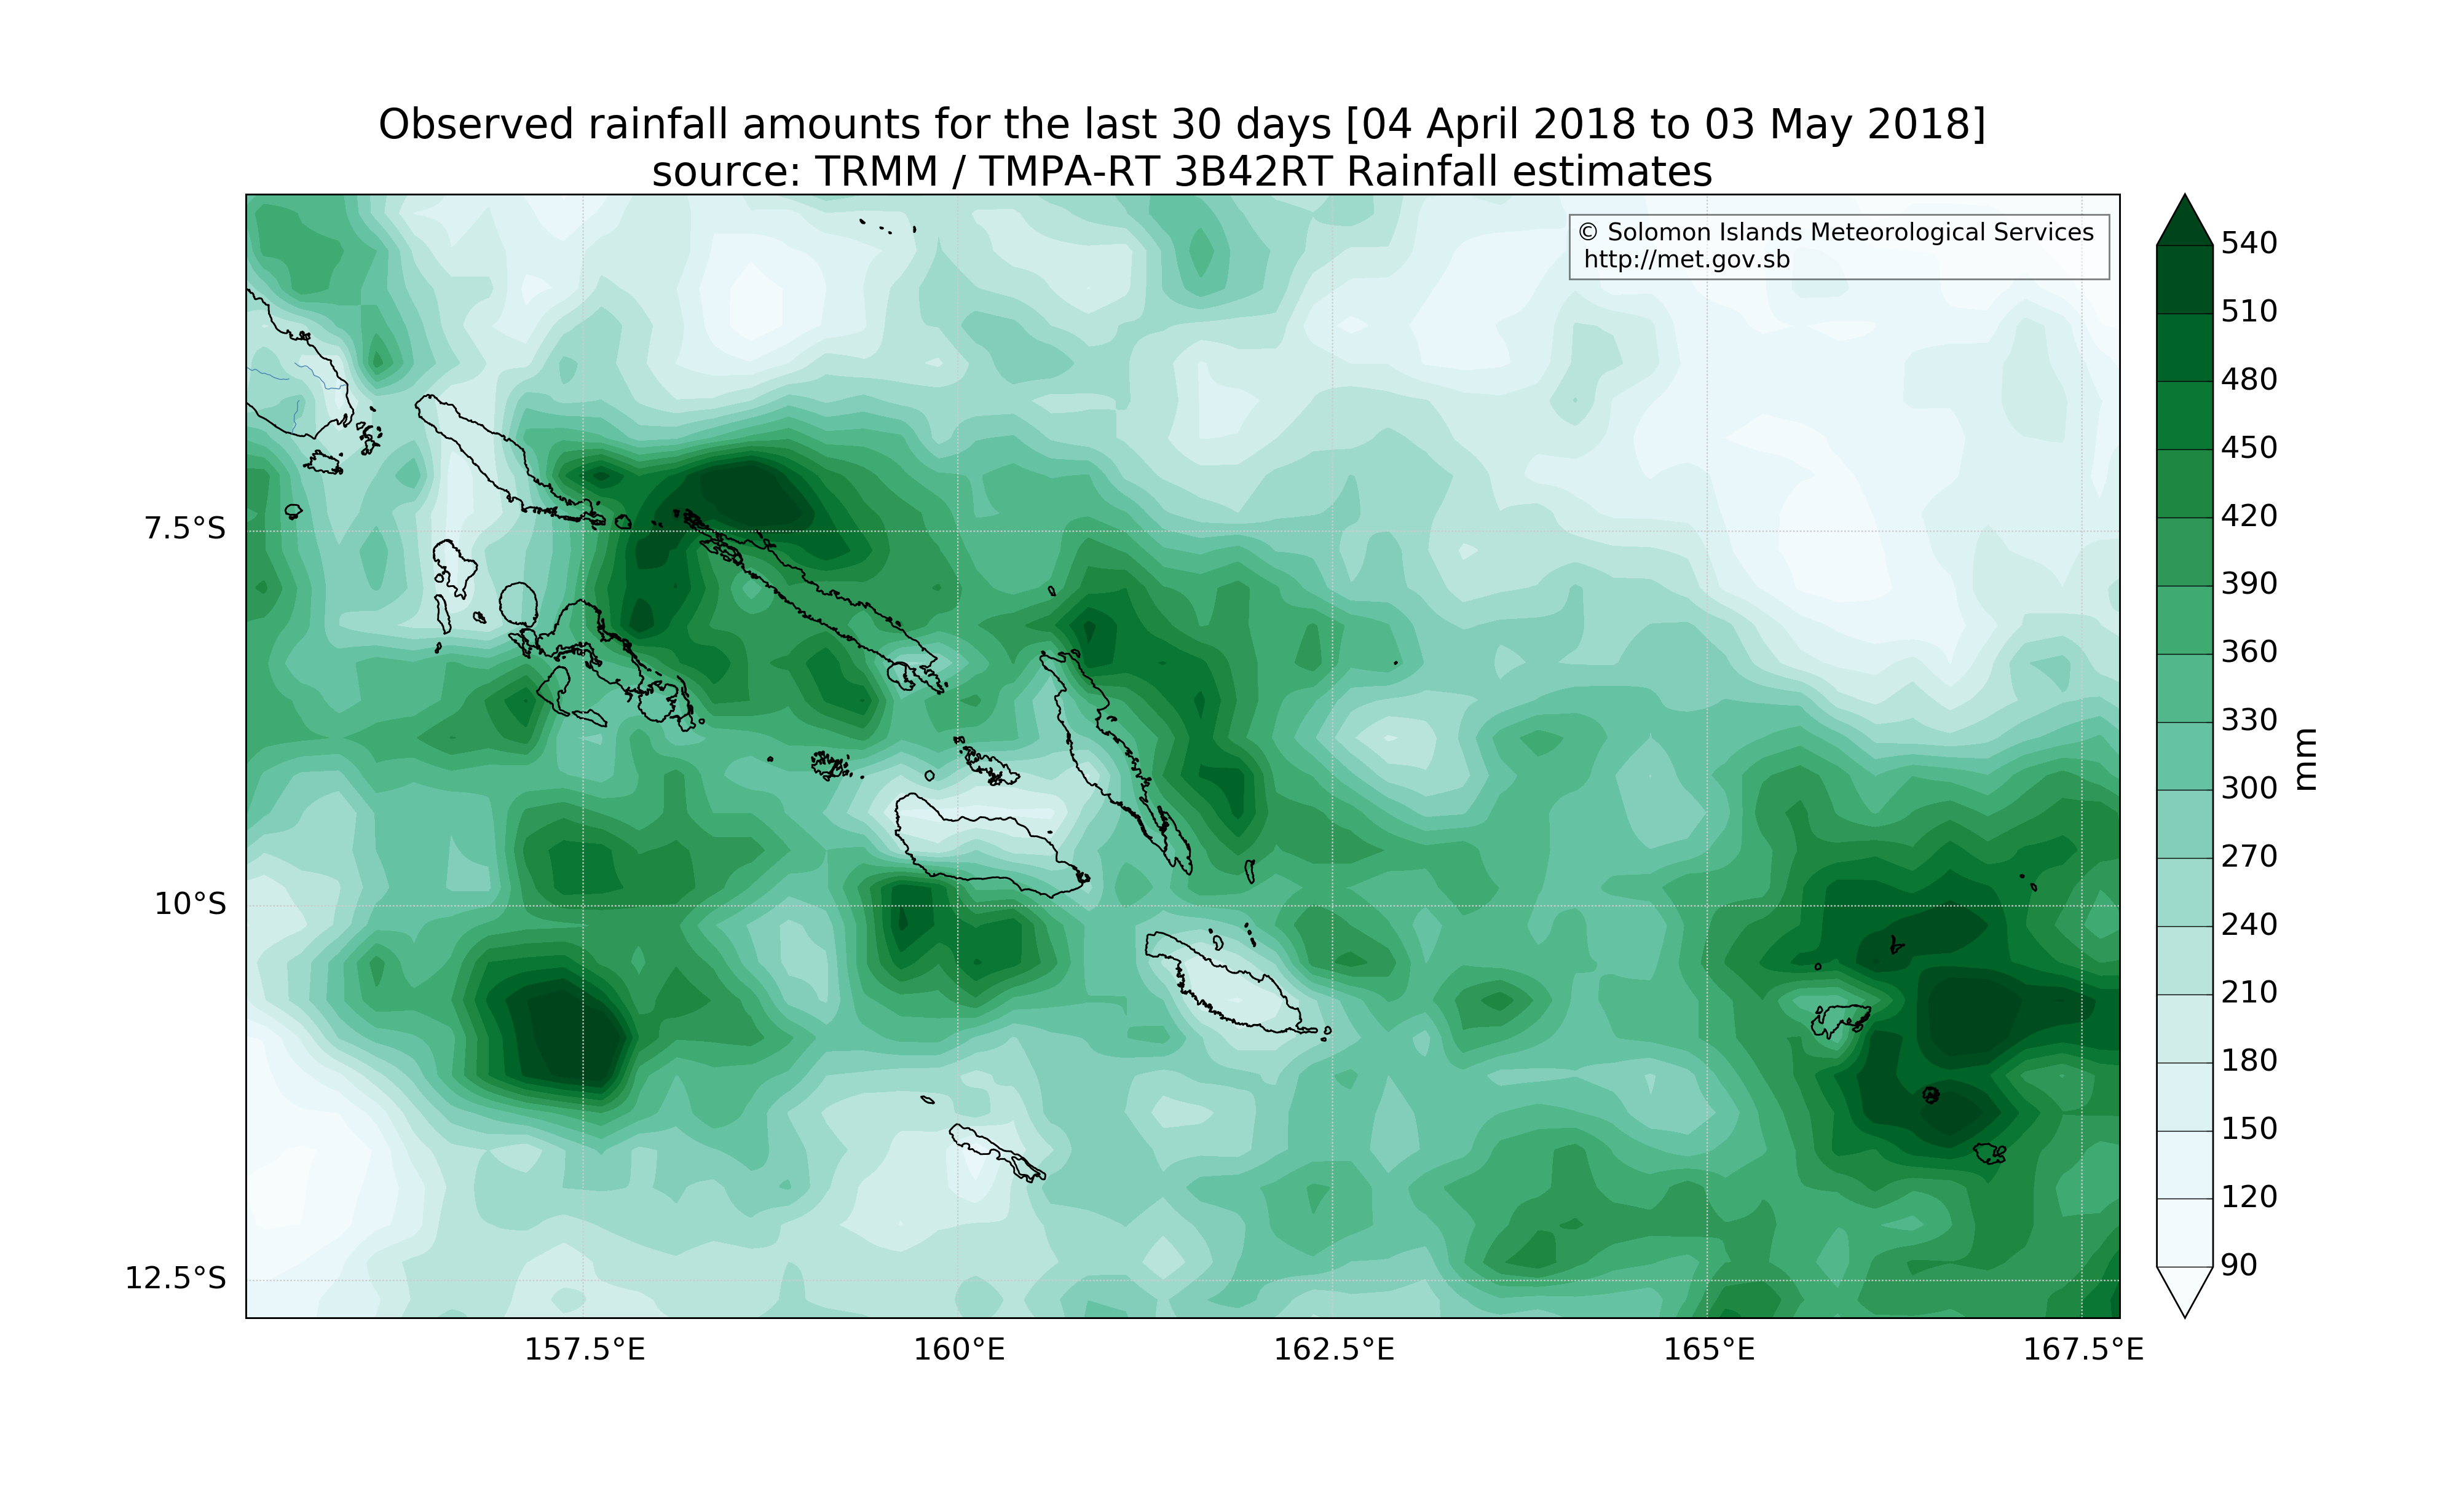 Observed rainfall amounts for the last 30 days [04 April 2018 to 03 May 2018]
source: TRMM / TMPA-RT 3B42RT Rainfall estimates
© Solomon Islands Meteorological Services
http://met.gov.sb
7.5°S
10°S
12.5°S
157.5°E
160°E
162.5°E
165°E
167.5°E
540
510
480
450
420
390
360
330
300
270
240
210
180
150
120
90
mm